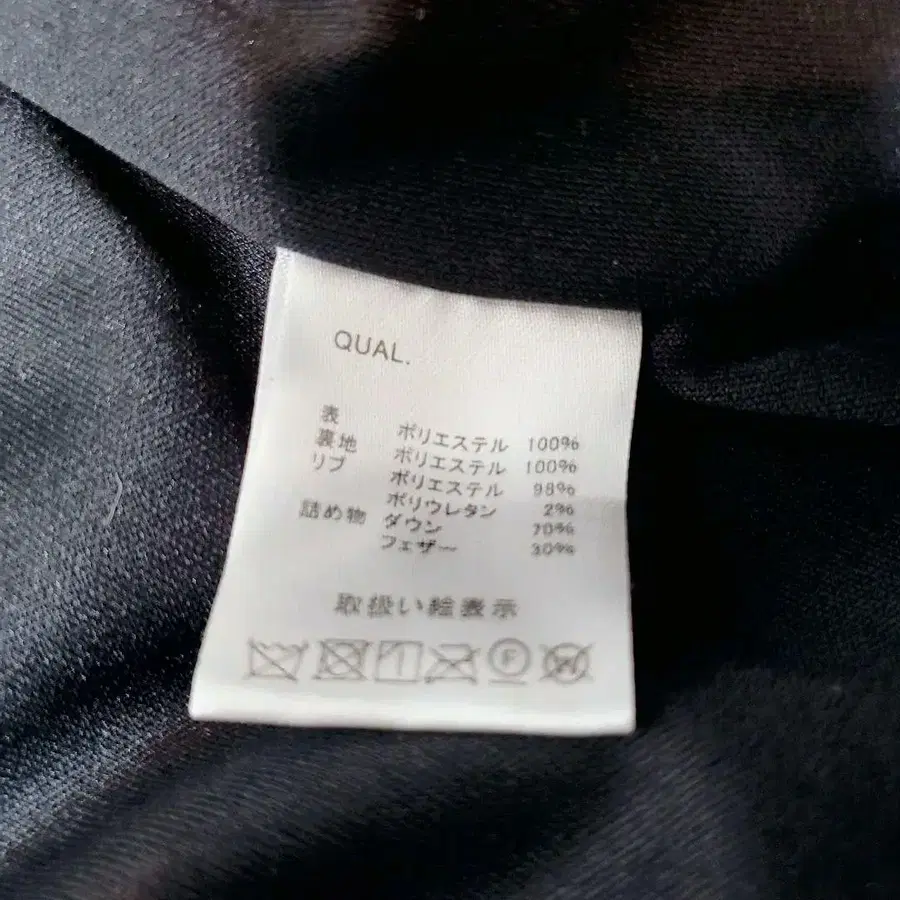 QUAL.
表 ポリエステル 100%
裏地 ポリエステル 100%
リブ ポリエステル 98%
ポリウレタン 2%
詰め物 ダウン 70%
フェザー 30%
取扱い絵表示
F W